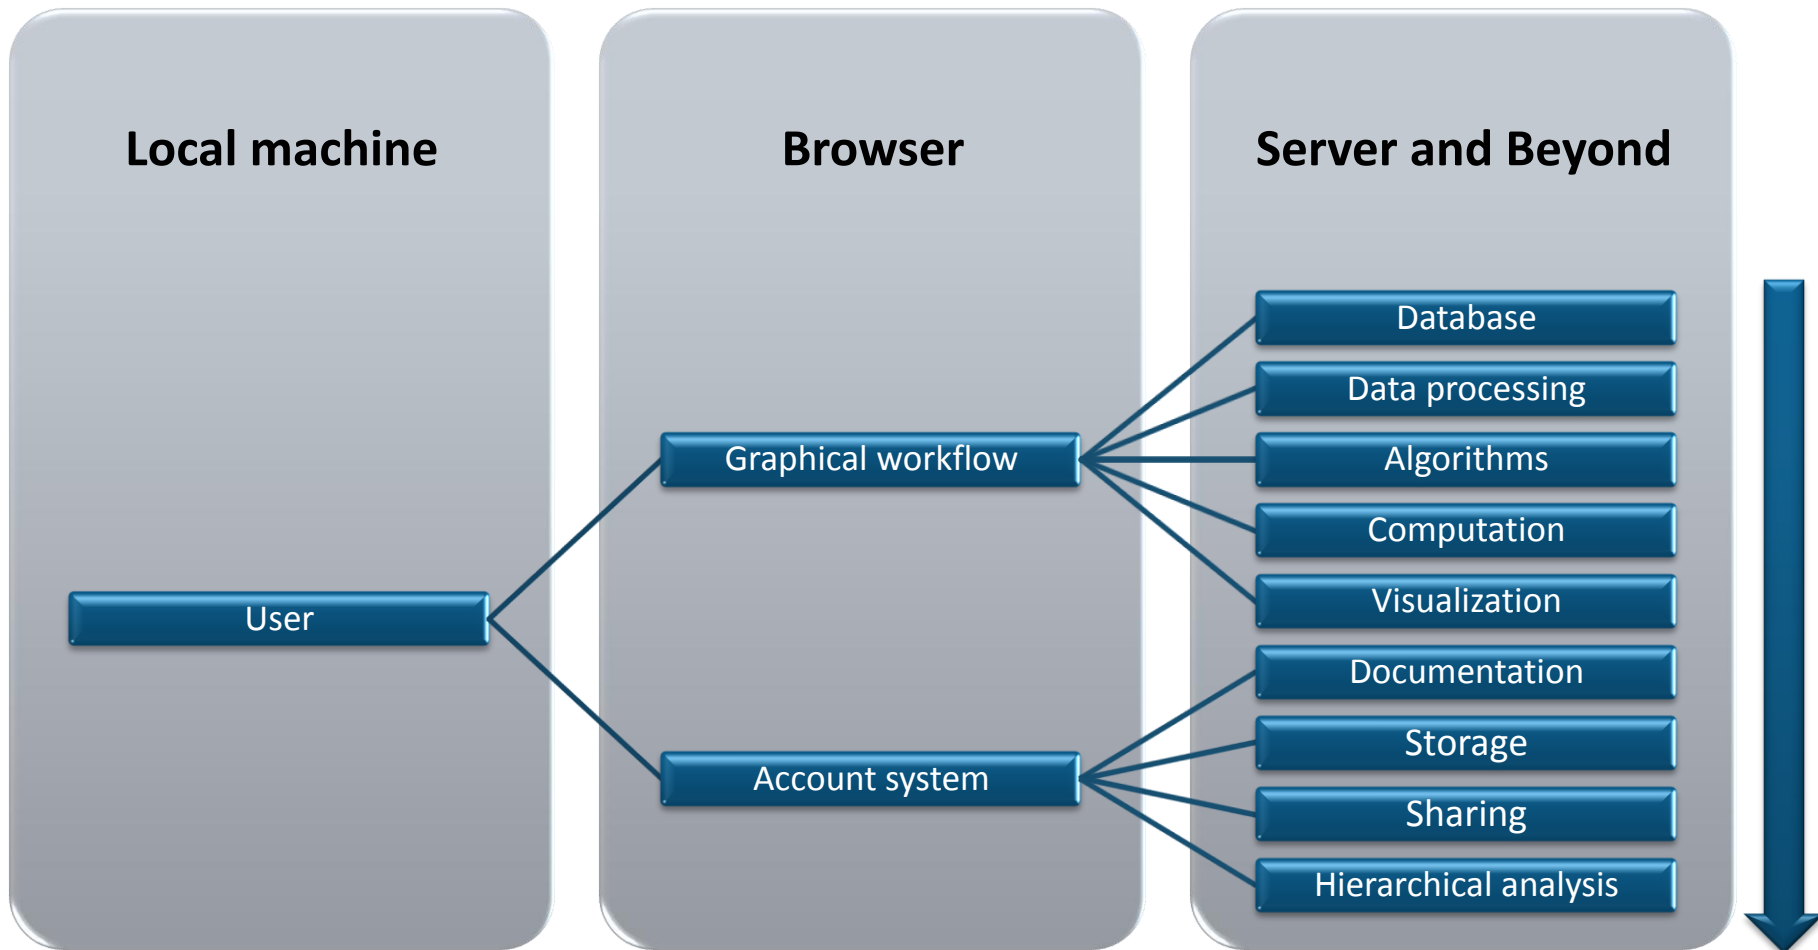 Local machine
Browser
Server and Beyond
User
Graphical workflow
Account system
Database
Data processing
Algorithms
Computation
Visualization
Documentation
Storage
Sharing
Hierarchical analysis